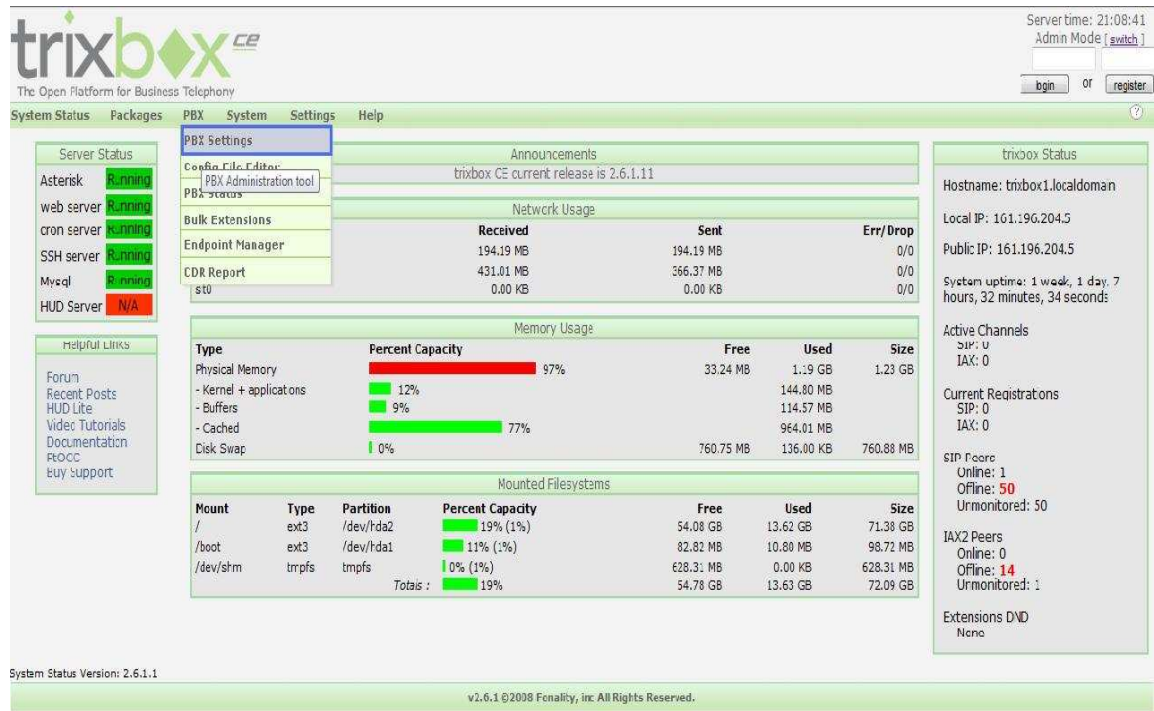 trixbox CE
The Open Platform for Business Telephony
Server time: 21:08:41
Admin Mode [ switch ]
login or register
System Status Packages PBX System Settings Help
PBX Settings
Config File Editor
PBX Administration tool
PBX Status
Bulk Extensions
Endpoint Manager
CDR Report
Server Status
Asterisk Running
web server Running
cron server Running
SSH server Running
Mysql Running
HUD Server N/A
Helpful Links
Forum
Recent Posts
HUD Lite
Video Tutorials
Documentation
FtOCC
Buy Support
Announcements
trixbox CE current release is 2.6.1.11
Network Usage
Received Sent Err/Drop
194.19 MB 194.19 MB 0/0
431.01 MB 366.37 MB 0/0
sit0 0.00 KB 0.00 KB 0/0
Memory Usage
Type Percent Capacity Free Used Size
Physical Memory 97% 33.24 MB 1.19 GB 1.23 GB
- Kernel + applications 12% 144.80 MB
- Buffers 9% 114.57 MB
- Cached 77% 964.01 MB
Disk Swap 0% 760.75 MB 136.00 KB 760.88 MB
Mounted Filesystems
Mount Type Partition Percent Capacity Free Used Size
/ ext3 /dev/hda2 19% (1%) 54.08 GB 13.62 GB 71.38 GB
/boot ext3 /dev/hda1 11% (1%) 82.82 MB 10.80 MB 98.72 MB
/dev/shm tmpfs tmpfs 0% (1%) 628.31 MB 0.00 KB 628.31 MB
Totals : 19% 54.78 GB 13.63 GB 72.09 GB
trixbox Status
Hostname: trixbox1.localdomain
Local IP: 161.196.204.5
Public IP: 161.196.204.5
System uptime: 1 week, 1 day, 7
hours, 32 minutes, 34 seconds
Active Channels
SIP: 0
IAX: 0
Current Registrations
SIP: 0
IAX: 0
SIP Peers
Online: 1
Offline: 50
Unmonitored: 50
IAX2 Peers
Online: 0
Offline: 14
Unmonitored: 1
Extensions DND
None
System Status Version: 2.6.1.1
v2.6.1 ©2008 Fonality, inc All Rights Reserved.